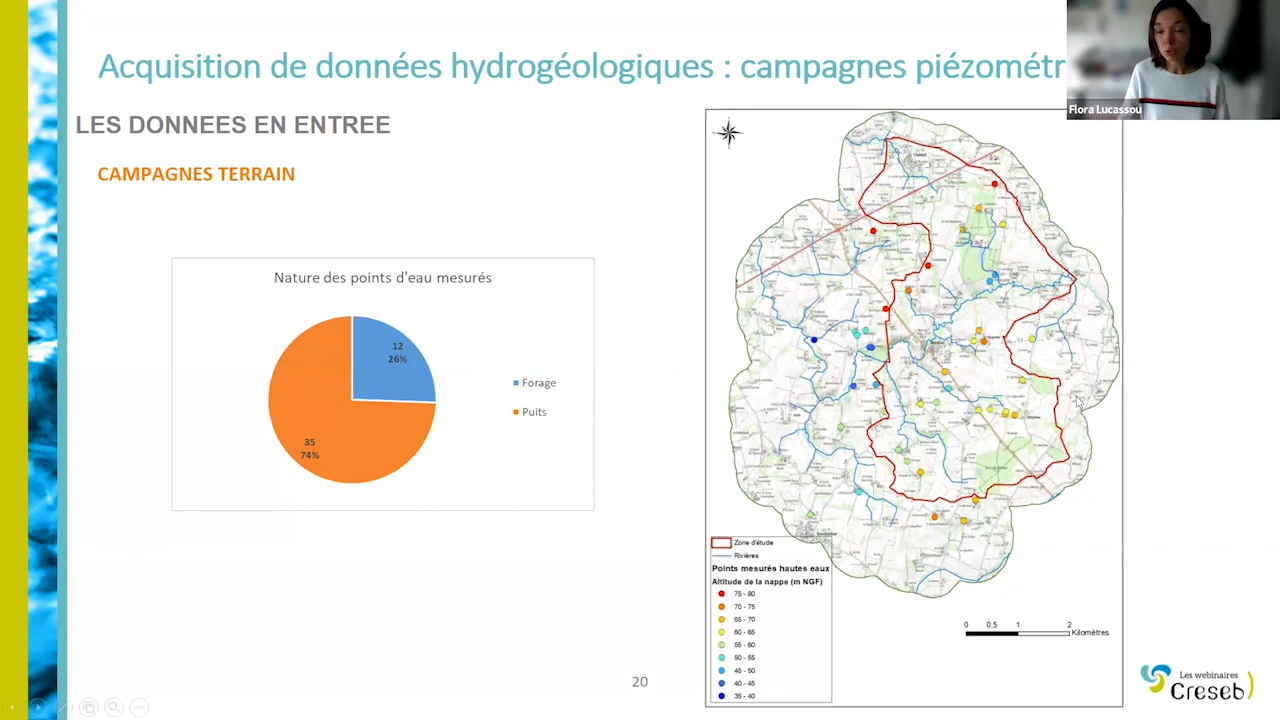 Acquisition de données hydrogéologiques : campagnes piézométr
Flora Lucassou
LES DONNEES EN ENTREE
CAMPAGNES TERRAIN
Nature des points d'eau mesurés
12
26%
Forage
Puits
35
74%
Zone d'étude
Rivières
Points mesurés hautes eaux
Altitude de la nappe (m NGF)
75 - 80
70 - 75
65 - 70
60 - 65
55 - 60
50 - 55
45 - 50
40 - 45
35 - 40
0 0,5 1 2
Kilomètres
20
Les webinaires
Creseb